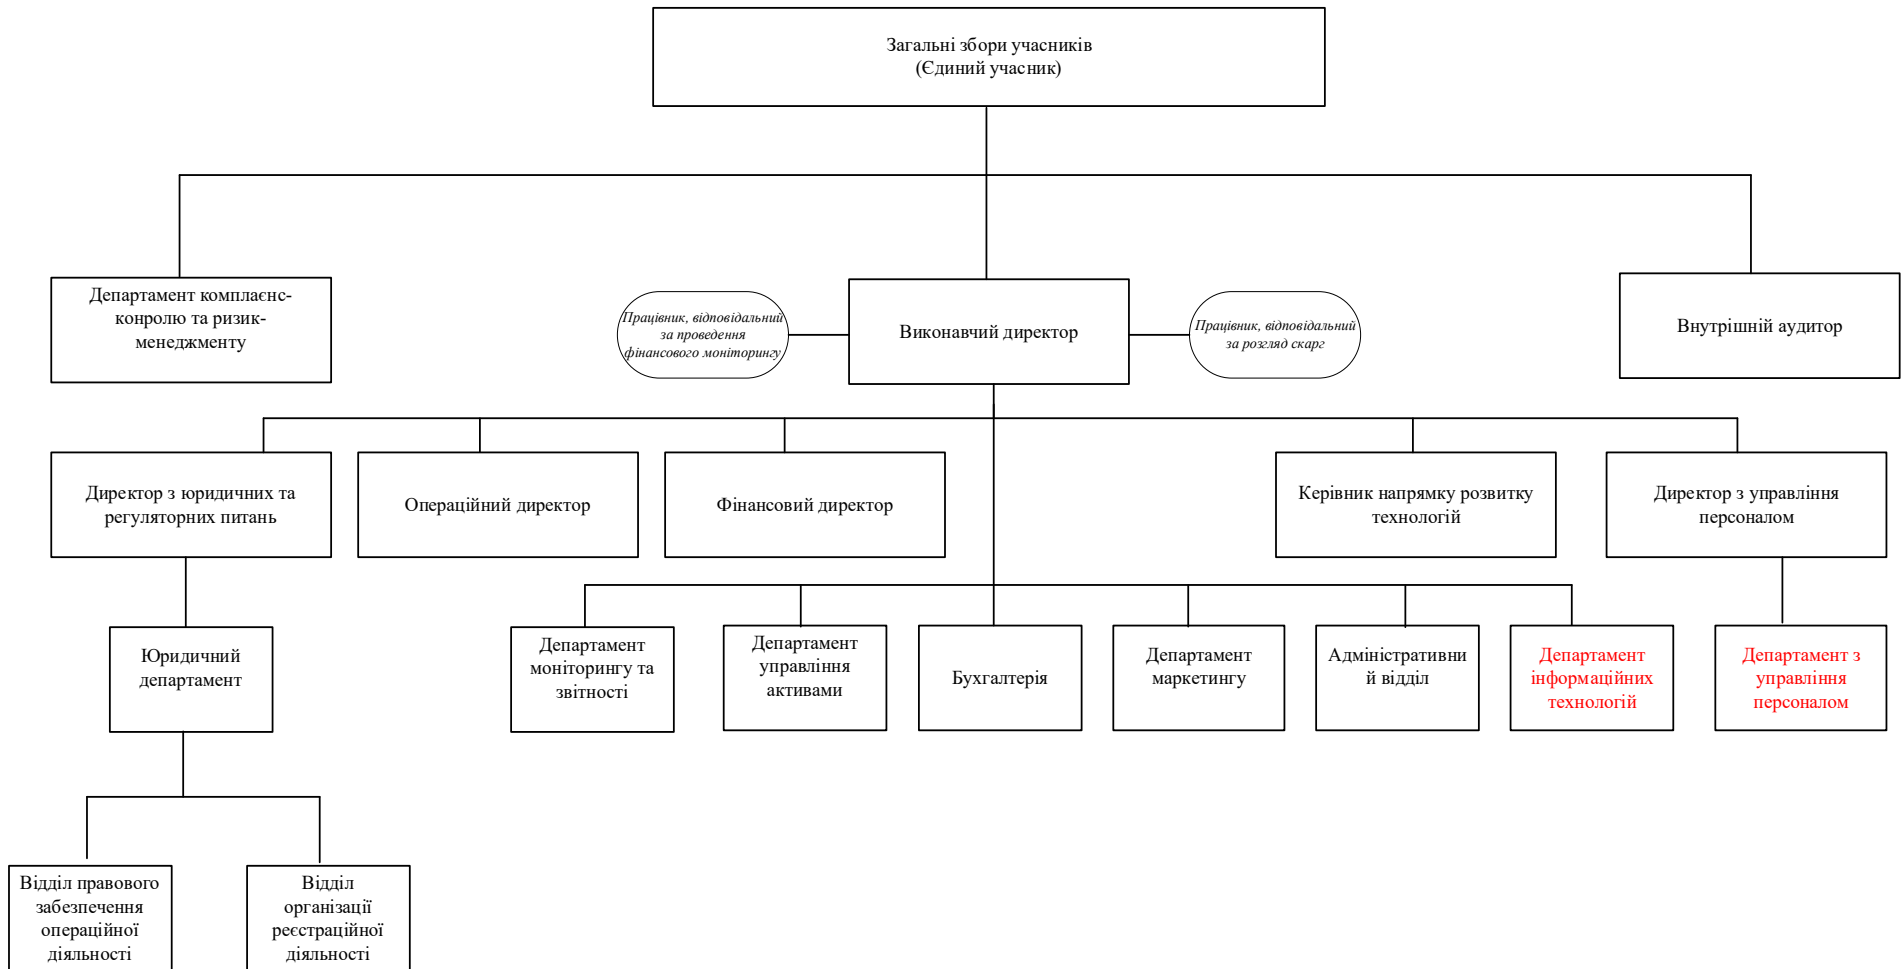 Загальні збори учасників
(Єдиний учасник)
Департамент комплаєнс-
конролю та ризик-
менеджменту
Працівник, відповідальний
за проведення
фінансового моніторингу
Виконавчий директор
Працівник, відповідальний
за розгляд скарг
Внутрішній аудитор
Директор з юридичних та
регуляторних питань
Операційний директор
Фінансовий директор
Керівник напрямку розвитку
технологій
Директор з управління
персоналом
Юридичний
департамент
Департамент
моніторингу та
звітності
Департамент
управління
активами
Бухгалтерія
Департамент
маркетингу
Адміністративни
й відділ
Департамент
інформаційних
технологій
Департамент з
управління
персоналом
Відділ правового
забезпечення
операційної
діяльності
Відділ
організації
реєстраційної
діяльності